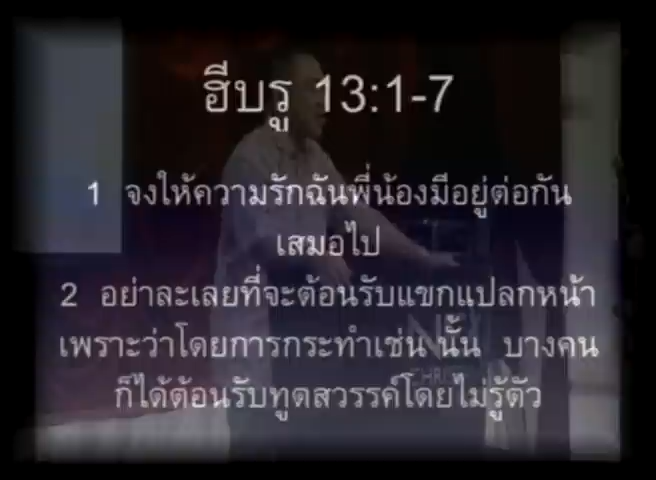 ฮีบรู 13:1-7
1 จงให้ความรักฉันพี่น้องมีอยู่ต่อกัน
เสมอไป
2 อย่าละเลยที่จะต้อนรับแขกแปลกหน้า
เพราะว่าโดยการกระทำเช่น นั้น บางคน
ก็ได้ต้อนรับทูตสวรรค์โดยไม่รู้ตัว